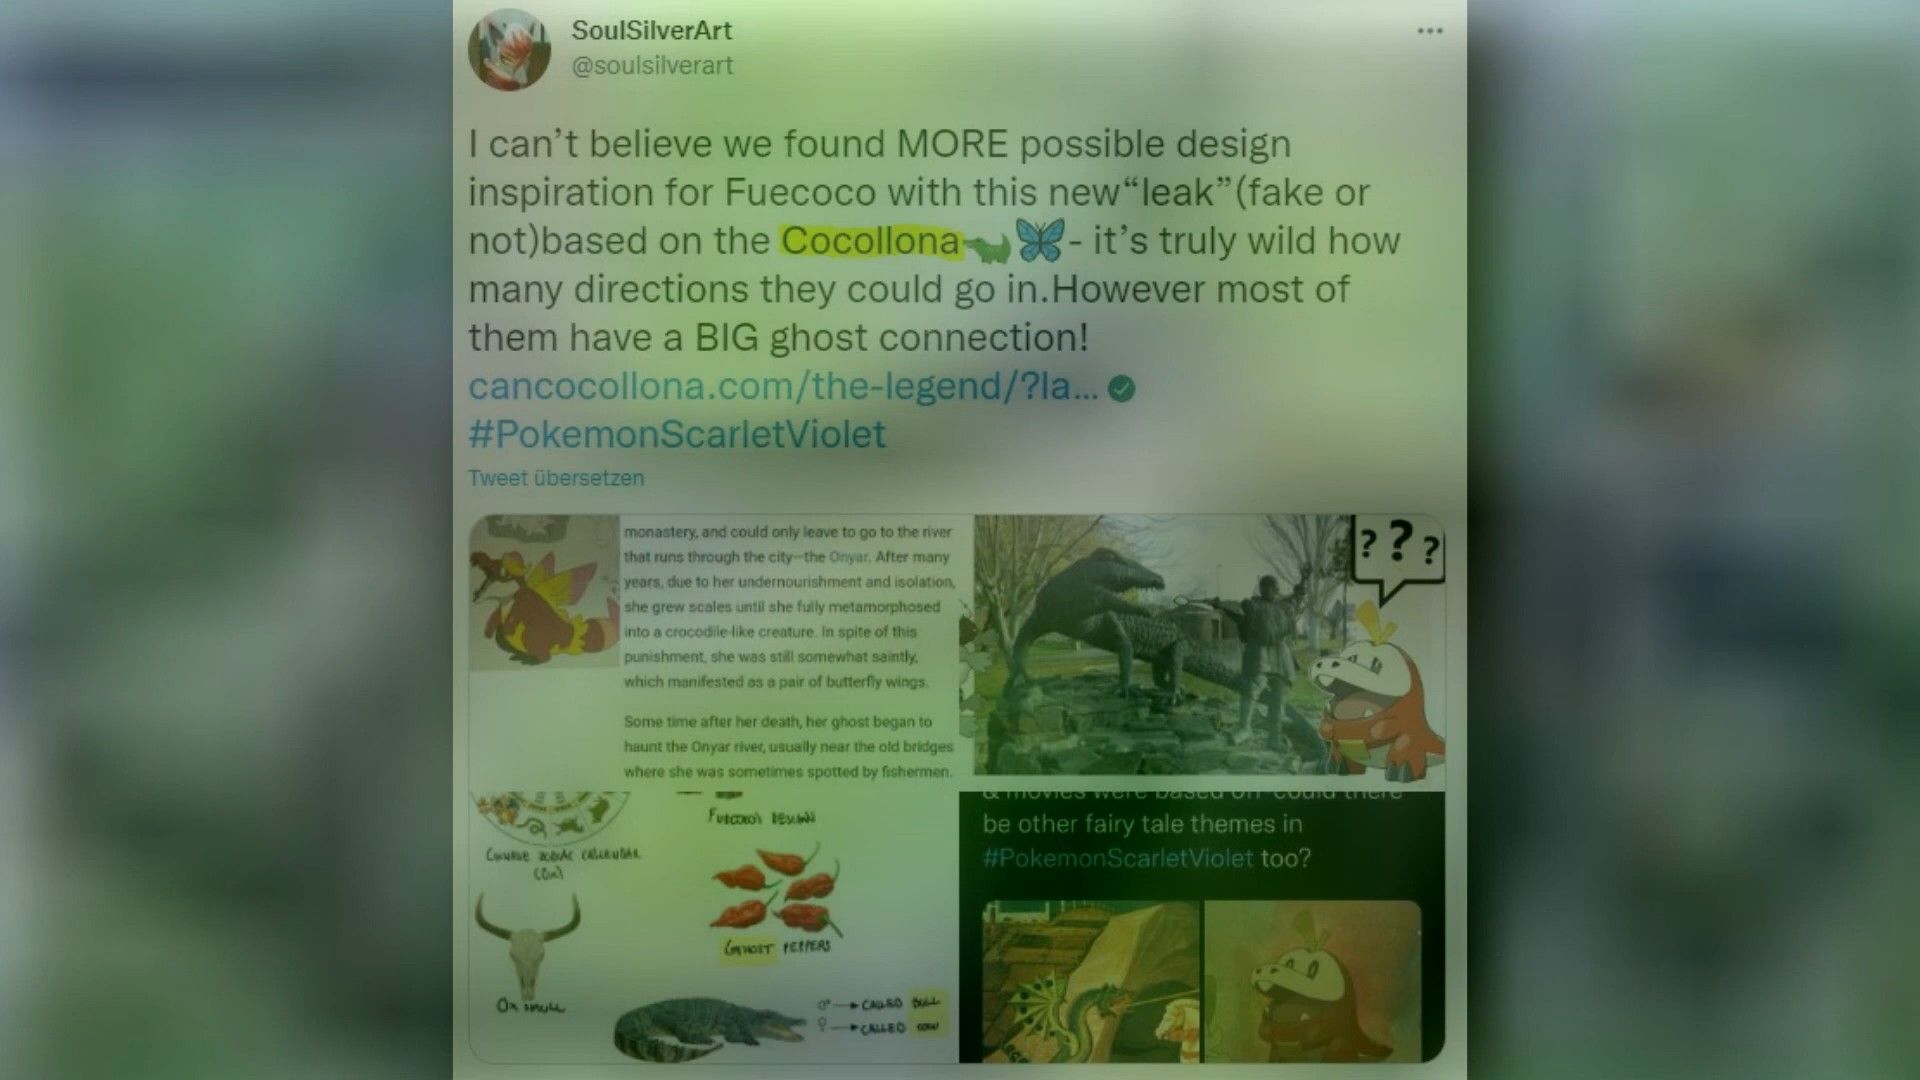 SoulSilverArt
@soulsilverart
I can't believe we found MORE possible design
inspiration for Fuecoco with this new“leak”(fake or
not)based on the Cocollona - it's truly wild how
many directions they could go in.However most of
them have a BIG ghost connection!
cancocollona.com/the-legend/?la...
#PokemonScarletViolet
Tweet übersetzen
monastery, and could only leave to go to the river
that runs through the city—the Onyar. After many
years, due to her undernourishment and isolation,
she grew scales until she fully metamorphosed
into a crocodile-like creature. In spite of this
punishment, she was still somewhat saintly,
which manifested as a pair of butterfly wings.
Some time after her death, her ghost began to
haunt the Onyar river, usually near the old bridges
where she was sometimes spotted by fishermen.
???
FUECOCO'S DESIGN
CHINESE ZODIAC CALLENDAR
(OX)
GHOST PEPPERS
OX SKULL
♂ → CALLED BULL
♀ → CALLED COW
& movies were based on could there
be other fairy tale themes in
#PokemonScarletViolet too?